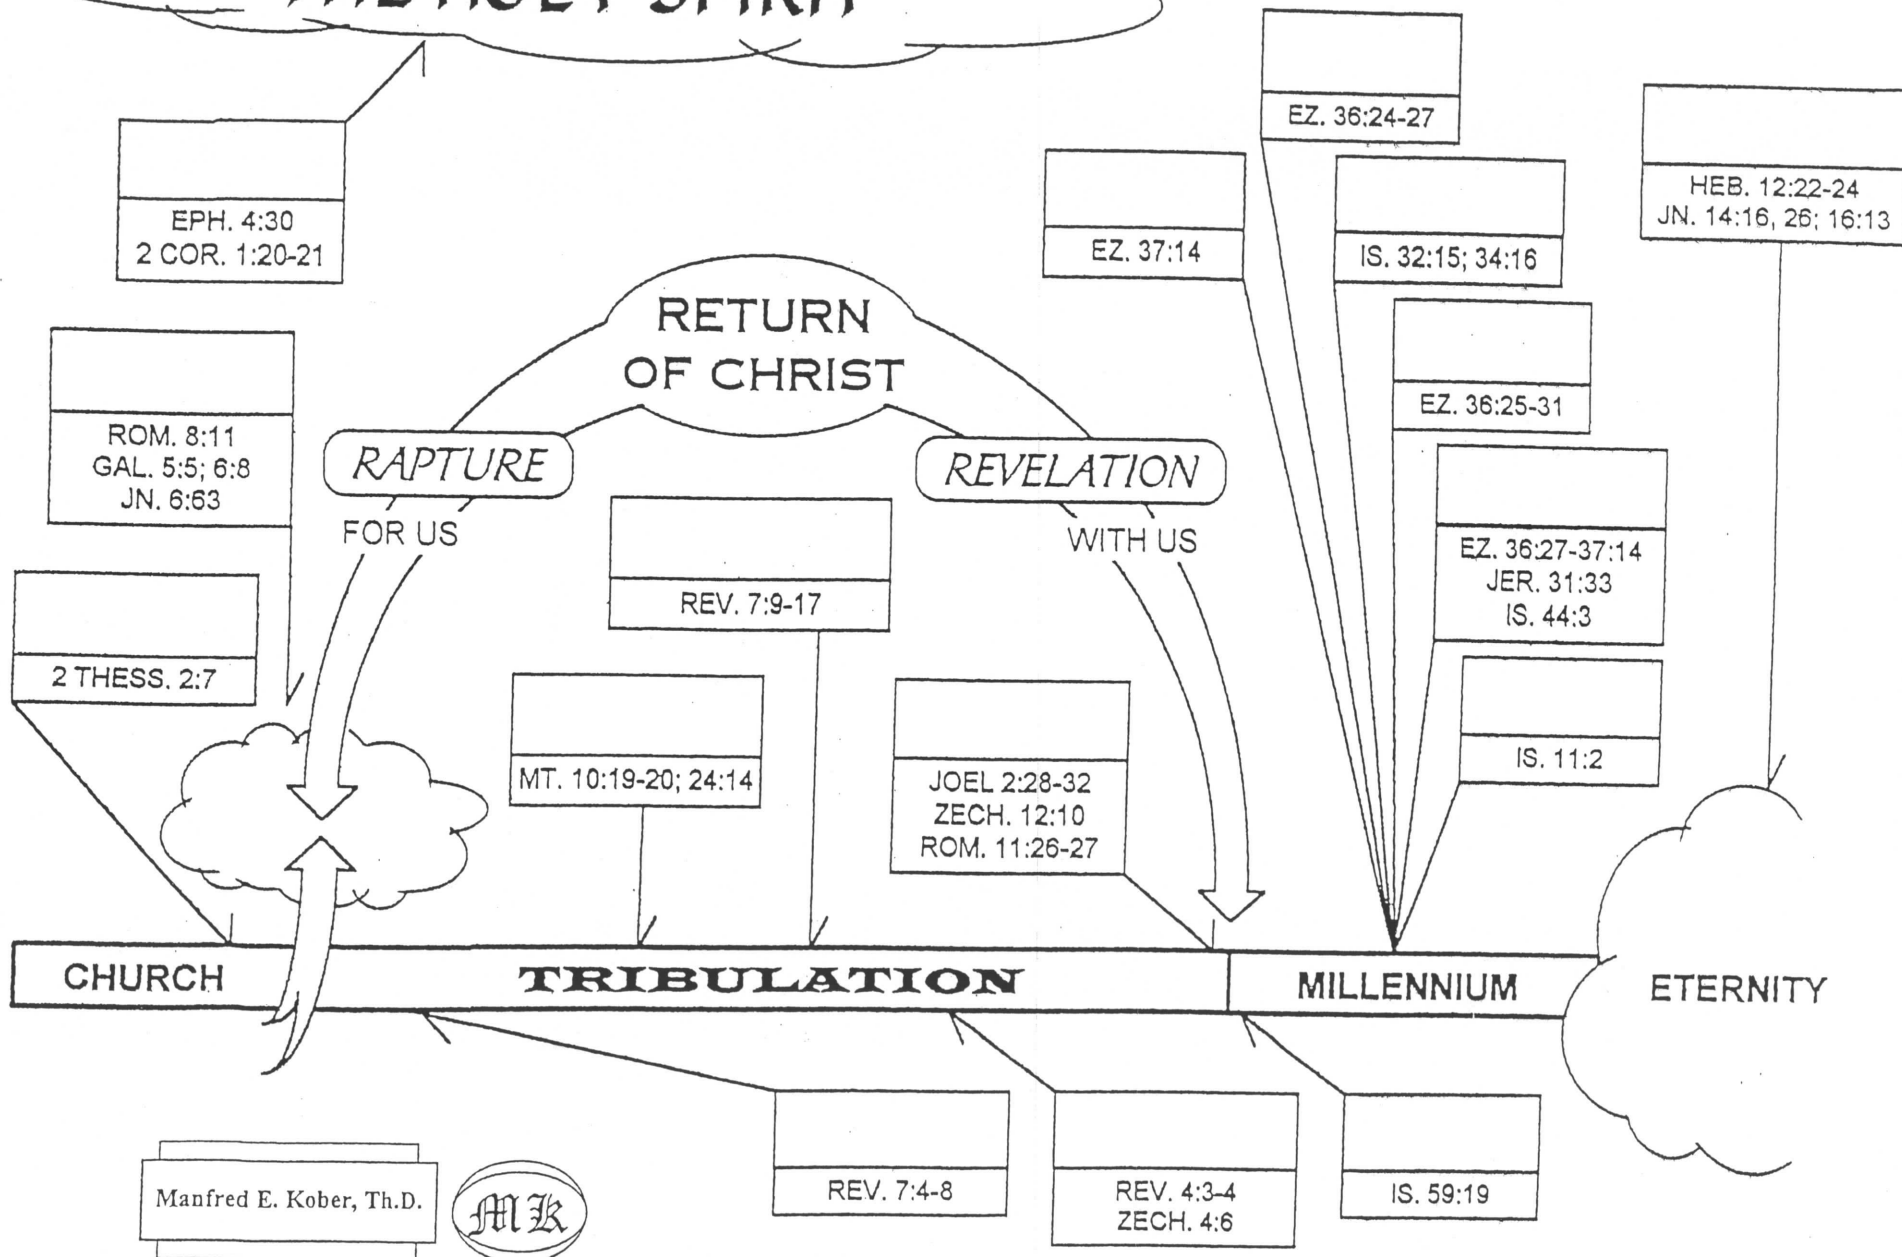 THE HOLY SPIRIT
EZ. 36:24-27
HEB. 12:22-24
JN. 14:16, 26; 16:13
EPH. 4:30
2 COR. 1:20-21
EZ. 37:14
IS. 32:15; 34:16
RETURN
OF CHRIST
EZ. 36:25-31
ROM. 8:11
GAL. 5:5; 6:8
JN. 6:63
RAPTURE
REVELATION
FOR US
WITH US
EZ. 36:27-37:14
JER. 31:33
IS. 44:3
REV. 7:9-17
2 THESS. 2:7
MT. 10:19-20; 24:14
JOEL 2:28-32
ZECH. 12:10
ROM. 11:26-27
IS. 11:2
CHURCH
TRIBULATION
MILLENNIUM
ETERNITY
REV. 7:4-8
REV. 4:3-4
ZECH. 4:6
IS. 59:19
Manfred E. Kober, Th.D.
MK